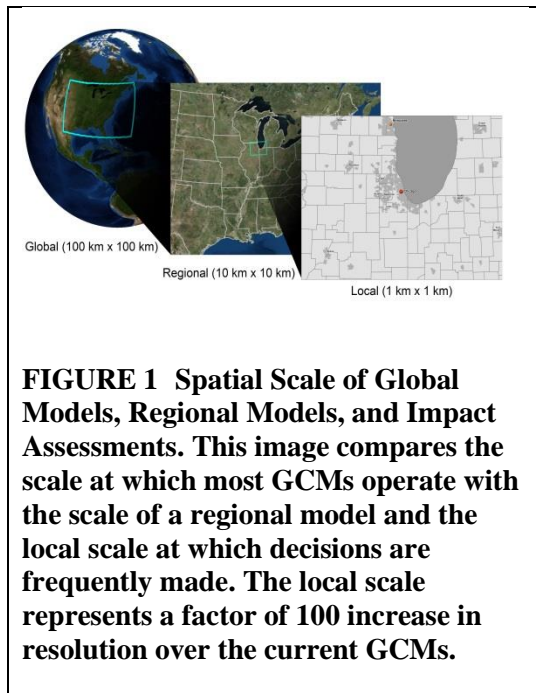 Global (100 km x 100 km)
Regional (10 km x 10 km)
Local (1 km x 1 km)
FIGURE 1 Spatial Scale of Global
Models, Regional Models, and Impact
Assessments. This image compares the
scale at which most GCMs operate with
the scale of a regional model and the
local scale at which decisions are
frequently made. The local scale
represents a factor of 100 increase in
resolution over the current GCMs.